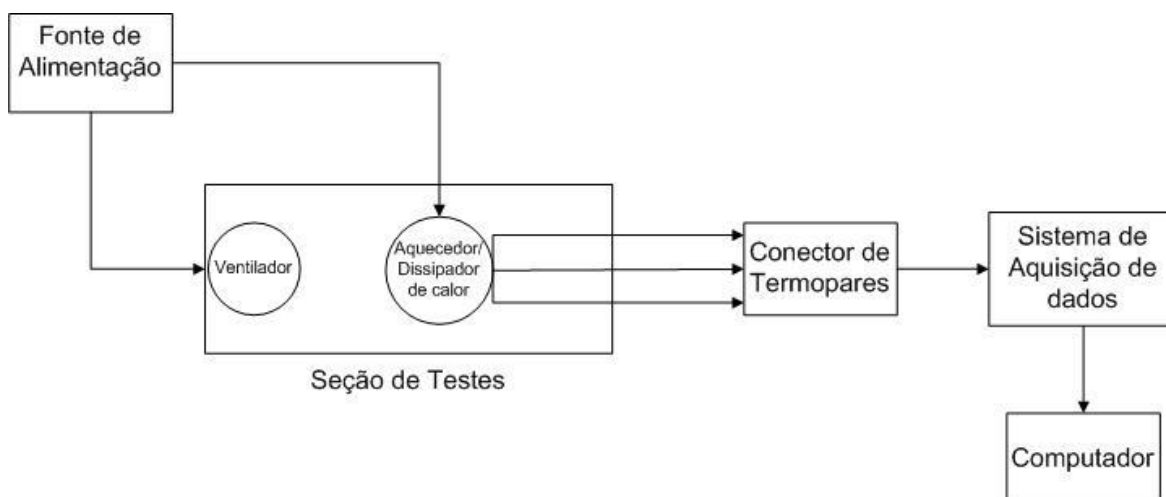 Fonte de
Alimentação
Ventilador
Aquecedor/
Dissipador
de calor
Conector de
Termopares
Sistema de
Aquisição de
dados
Seção de Testes
Computador